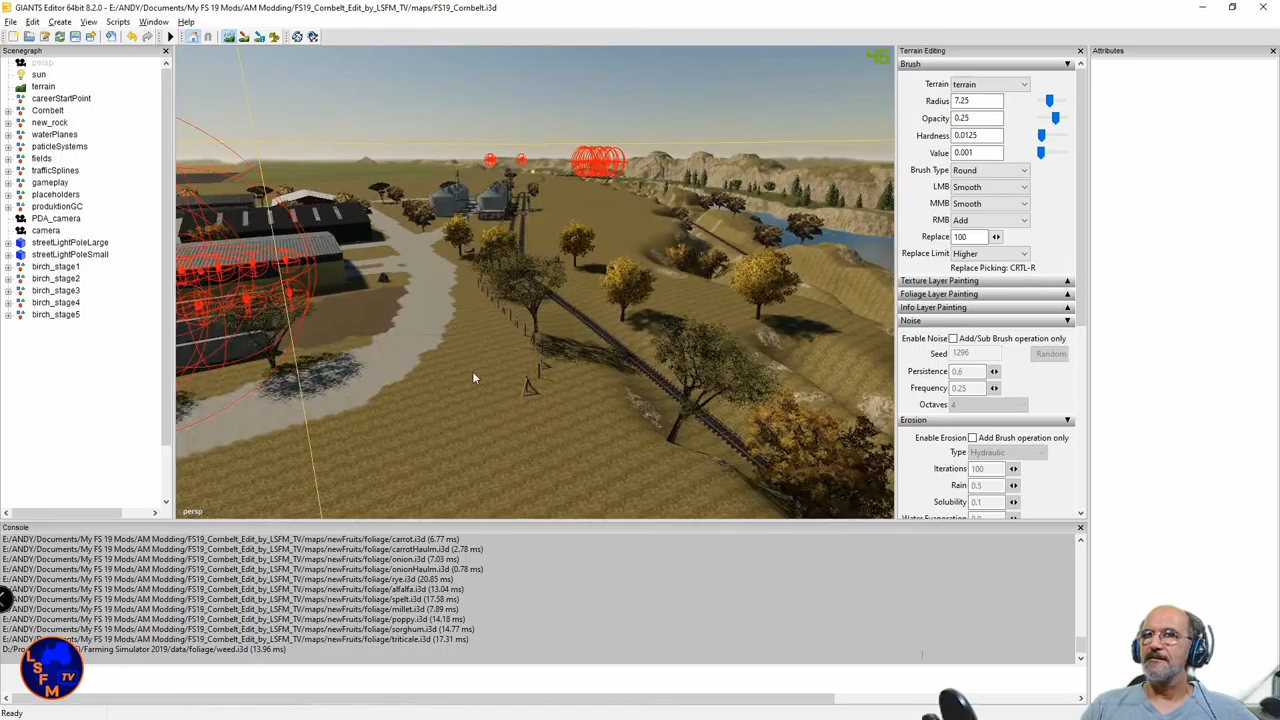 GIANTS Editor 64bit 8.2.0 - E:/ANDY/Documents/My FS 19 Mods/AM Modding/FS19_Cornbelt_Edit_by_LSFM_TV/maps/FS19_Cornbelt.i3d
File Edit Create View Scripts Window Help
Scenegraph
persp
sun
terrain
careerStartPoint
Cornbelt
new_rock
waterPlanes
paticleSystems
fields
trafficSplines
gameplay
placeholders
produktionGC
PDA_camera
camera
streetLightPoleLarge
streetLightPoleSmall
birch_stage1
birch_stage2
birch_stage3
birch_stage4
birch_stage5
persp
Terrain Editing
Brush
Terrain terrain
Radius 7.25
Opacity 0.25
Hardness 0.0125
Value 0.001
Brush Type Round
LMB Smooth
MMB Smooth
RMB Add
Replace 100
Replace Limit Higher
Replace Picking: CRTL-R
Texture Layer Painting
Foliage Layer Painting
Info Layer Painting
Noise
Enable Noise Add/Sub Brush operation only
Seed 1296 Random
Persistence 0.6
Frequency 0.25
Octaves 4
Erosion
Enable Erosion Add Brush operation only
Type Hydraulic
Iterations 100
Rain 0.5
Solubility 0.1
Attributes
Console
E:/ANDY/Documents/My FS 19 Mods/AM Modding/FS19_Cornbelt_Edit_by_LSFM_TV/maps/newFruits/foliage/carrot.i3d (6.77 ms)
E:/ANDY/Documents/My FS 19 Mods/AM Modding/FS19_Cornbelt_Edit_by_LSFM_TV/maps/newFruits/foliage/carrotHaulm.i3d (2.78 ms)
E:/ANDY/Documents/My FS 19 Mods/AM Modding/FS19_Cornbelt_Edit_by_LSFM_TV/maps/newFruits/foliage/onion.i3d (7.03 ms)
E:/ANDY/Documents/My FS 19 Mods/AM Modding/FS19_Cornbelt_Edit_by_LSFM_TV/maps/newFruits/foliage/onionHaulm.i3d (0.78 ms)
E:/ANDY/Documents/My FS 19 Mods/AM Modding/FS19_Cornbelt_Edit_by_LSFM_TV/maps/newFruits/foliage/rye.i3d (20.85 ms)
E:/ANDY/Documents/My FS 19 Mods/AM Modding/FS19_Cornbelt_Edit_by_LSFM_TV/maps/newFruits/foliage/alfalfa.i3d (13.04 ms)
E:/ANDY/Documents/My FS 19 Mods/AM Modding/FS19_Cornbelt_Edit_by_LSFM_TV/maps/newFruits/foliage/spelt.i3d (17.58 ms)
E:/ANDY/Documents/My FS 19 Mods/AM Modding/FS19_Cornbelt_Edit_by_LSFM_TV/maps/newFruits/foliage/millet.i3d (7.89 ms)
E:/ANDY/Documents/My FS 19 Mods/AM Modding/FS19_Cornbelt_Edit_by_LSFM_TV/maps/newFruits/foliage/poppy.i3d (14.18 ms)
E:/ANDY/Documents/My FS 19 Mods/AM Modding/FS19_Cornbelt_Edit_by_LSFM_TV/maps/newFruits/foliage/sorghum.i3d (14.77 ms)
E:/ANDY/Documents/My FS 19 Mods/AM Modding/FS19_Cornbelt_Edit_by_LSFM_TV/maps/newFruits/foliage/triticale.i3d (17.31 ms)
Farming Simulator 2019/data/foliage/weed.i3d (13.96 ms)
LSFM
TV
Ready